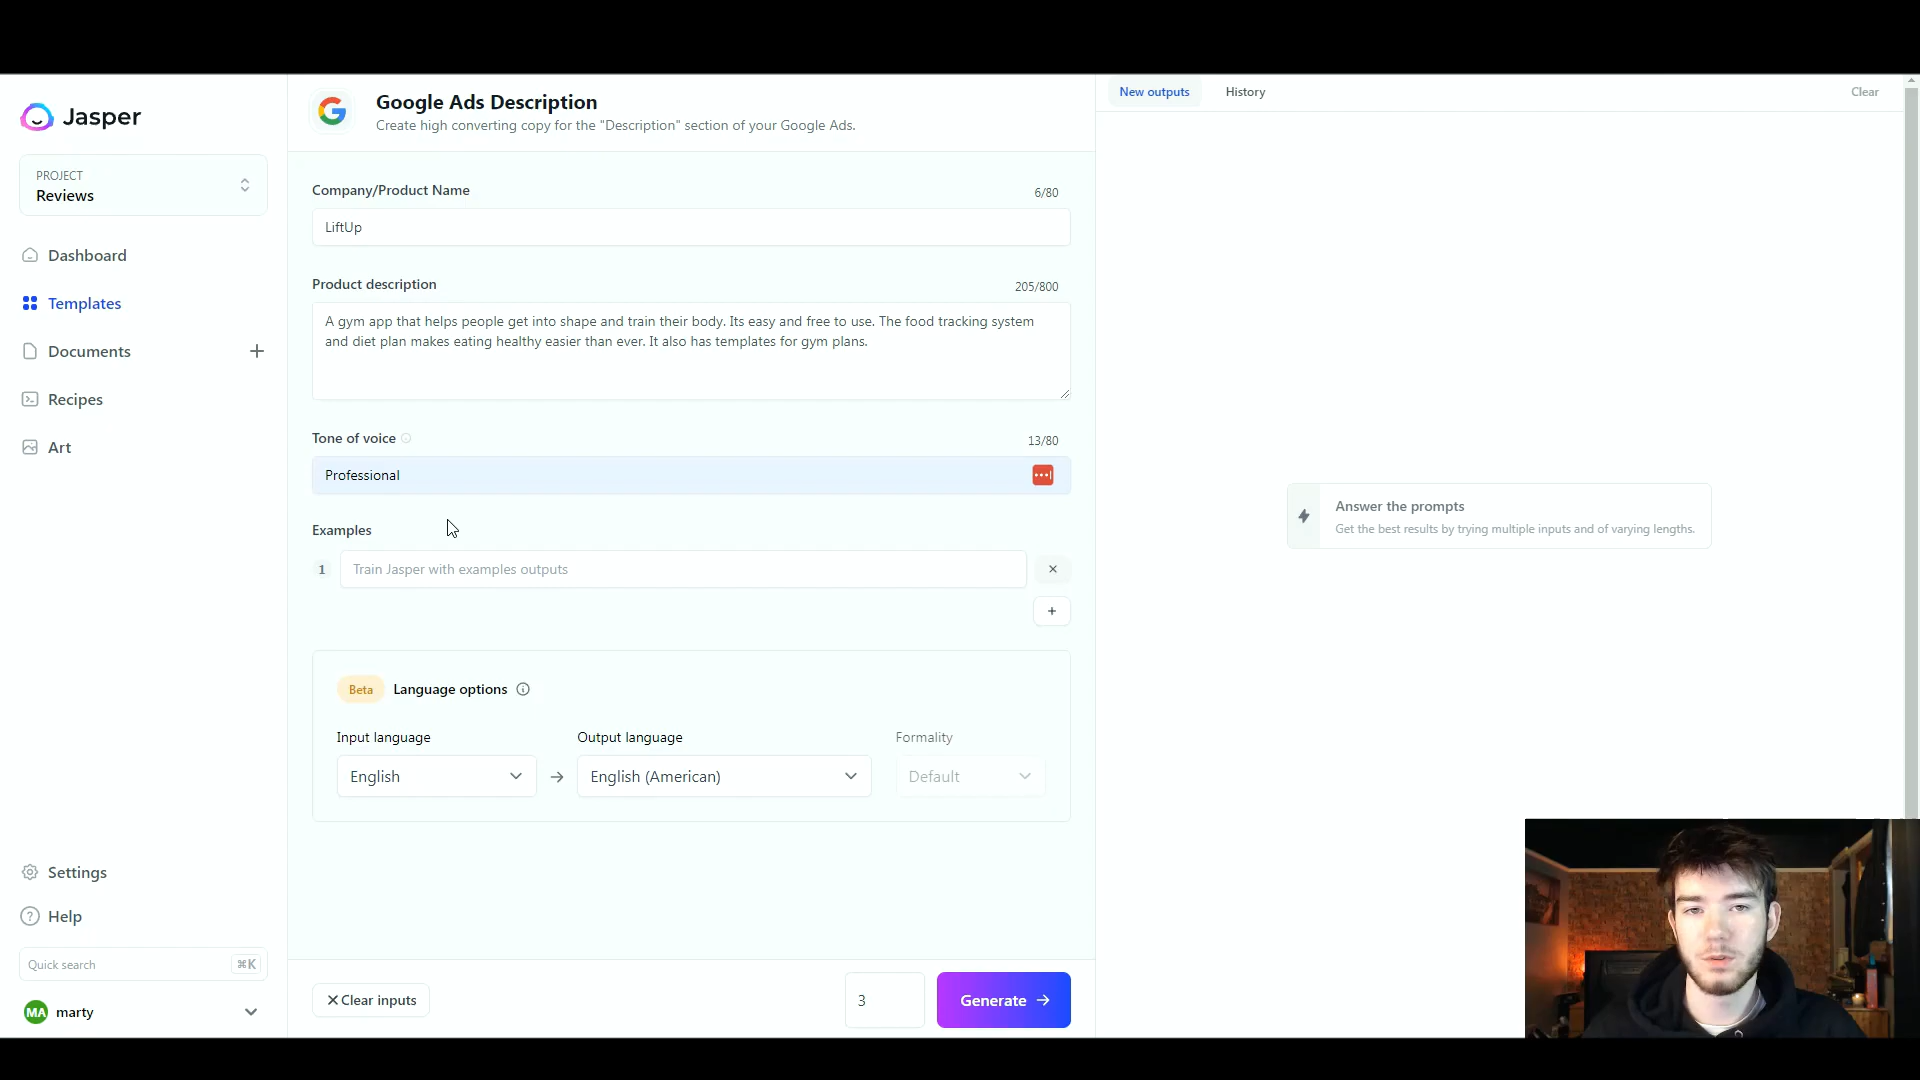 Jasper
PROJECT
Reviews
Dashboard
Templates
Documents
Recipes
Art
Settings
Help
Quick search
⌘K
MA
marty
Google Ads Description
Create high converting copy for the "Description" section of your Google Ads.
Company/Product Name
6/80
LiftUp
Product description
205/800
A gym app that helps people get into shape and train their body. Its easy and free to use. The food tracking system
and diet plan makes eating healthy easier than ever. It also has templates for gym plans.
Tone of voice
13/80
Professional
Examples
1
Train Jasper with examples outputs
Beta
Language options
Input language
Output language
Formality
English
English (American)
Default
Clear inputs
3
Generate
New outputs
History
Clear
Answer the prompts
Get the best results by trying multiple inputs and of varying lengths.